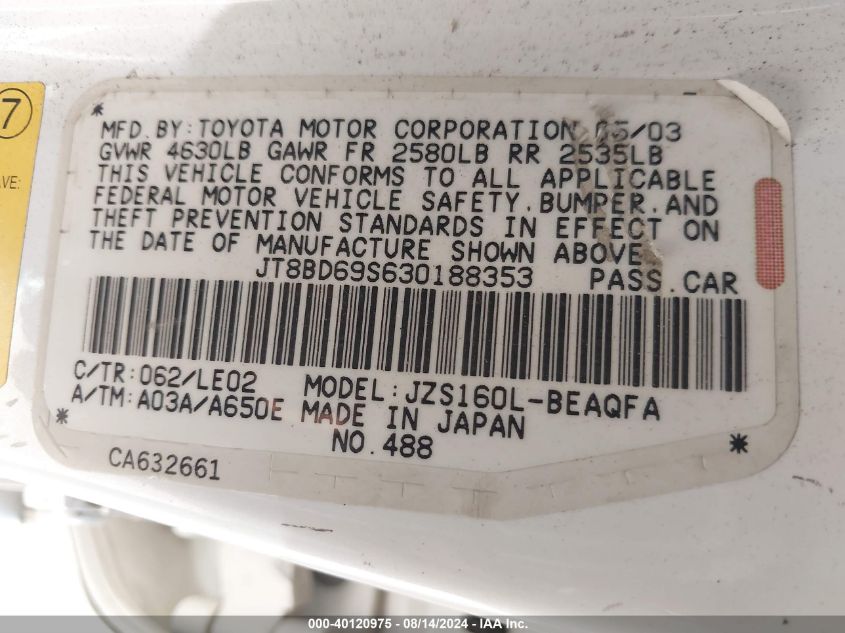 7
AVE:
MFD. BY: TOYOTA MOTOR CORPORATION 05/03
GVWR 4630LB GAWR FR 2580LB RR 2535LB
THIS VEHICLE CONFORMS TO ALL APPLICABLE
FEDERAL MOTOR VEHICLE SAFETY. BUMPER. AND
THEFT PREVENTION STANDARDS IN EFFECT ON
THE DATE OF MANUFACTURE SHOWN ABOVE.
JT8BD69S630188353 PASS. CAR
C/TR: 062/LE02 MODEL: JZS160L-BEAQFA
A/TM: A03A/A650E MADE IN JAPAN
NO. 488
CA632661
000-40120975 - 08/14/2024 - IAA Inc.